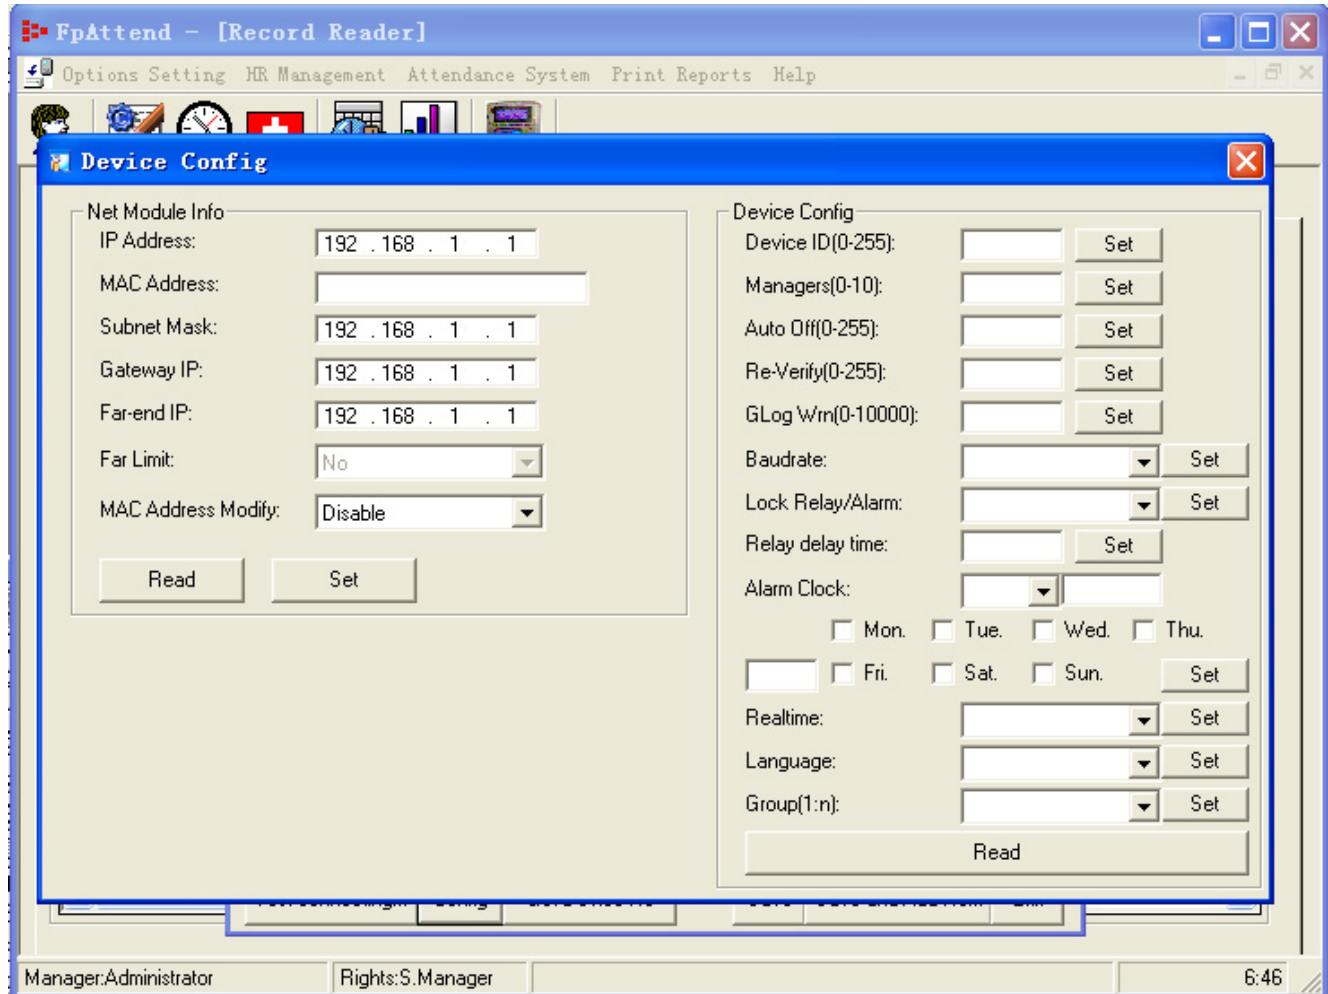 FpAttend - [Record Reader]
Options Setting HR Management Attendance System Print Reports Help
Device Config
Net Module Info
IP Address: 192 . 168 . 1 . 1
MAC Address:
Subnet Mask: 192 . 168 . 1 . 1
Gateway IP: 192 . 168 . 1 . 1
Far-end IP: 192 . 168 . 1 . 1
Far Limit: No
MAC Address Modify: Disable
Read Set
Device Config
Device ID(0-255): Set
Managers(0-10): Set
Auto Off(0-255): Set
Re-Verify(0-255): Set
GLog Wrn(0-10000): Set
Baudrate: Set
Lock Relay/Alarm: Set
Relay delay time: Set
Alarm Clock:
Mon. Tue. Wed. Thu.
Fri. Sat. Sun. Set
Realtime: Set
Language: Set
Group(1:n): Set
Read
Manager:Administrator Rights:S.Manager 6:46